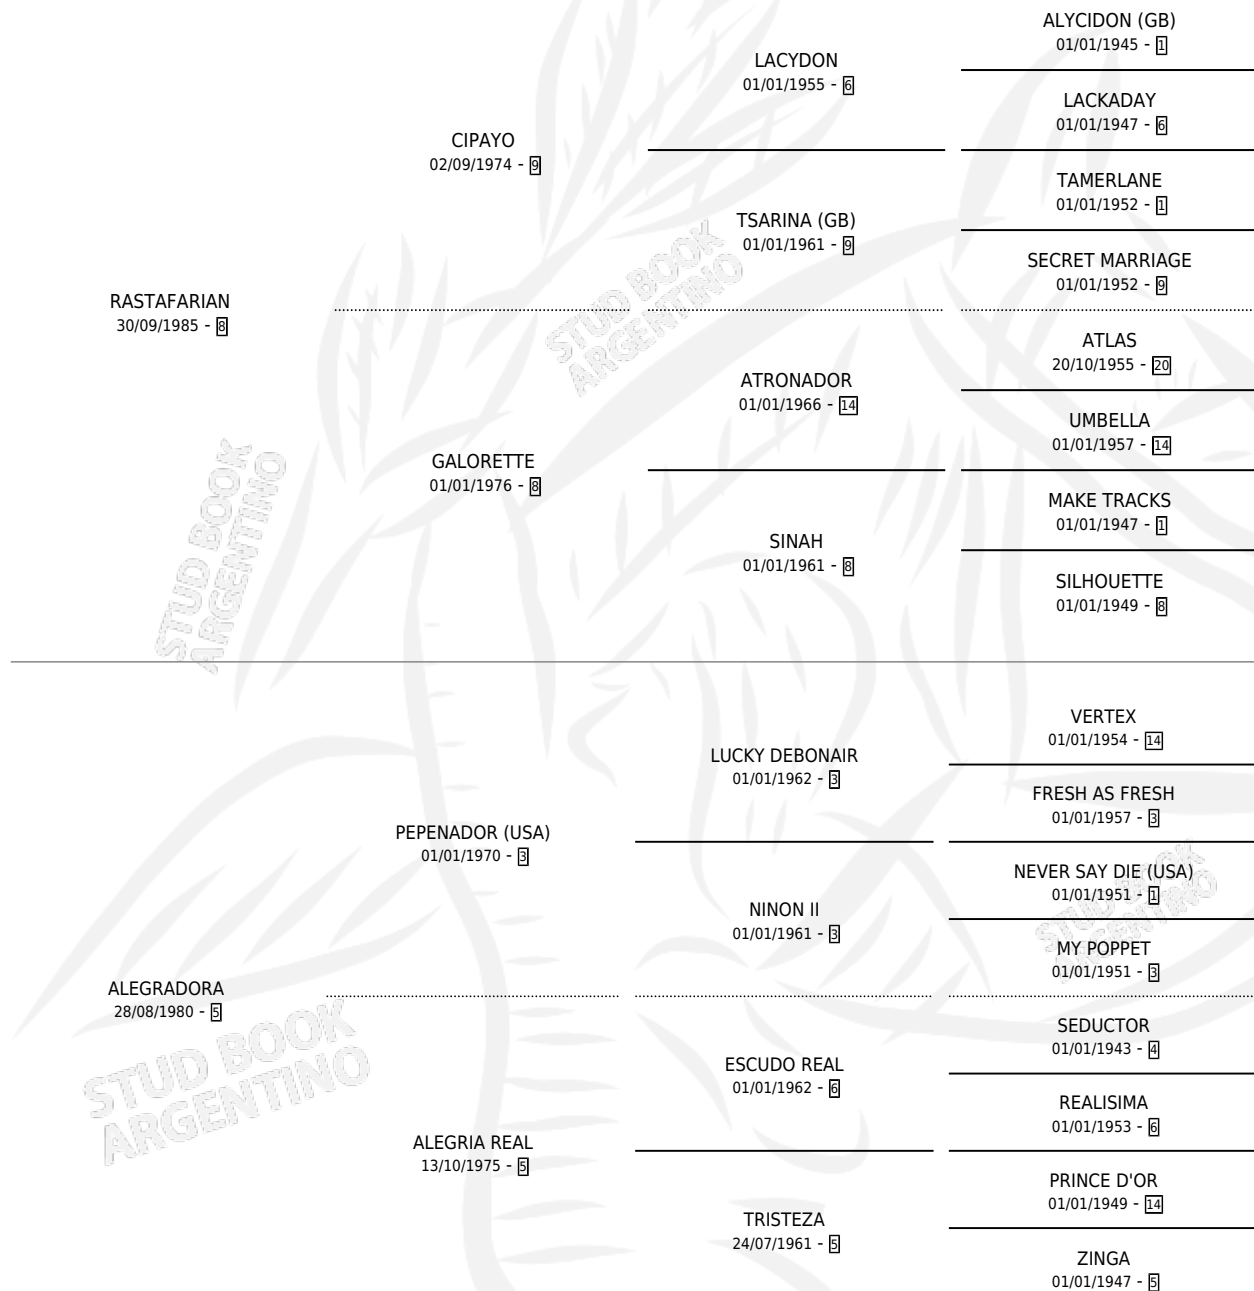 ALYCIDON (GB)
01/01/1945 - 1
LACYDON
01/01/1955 - 6
LACKADAY
01/01/1947 - 6
CIPAYO
02/09/1974 - 9
TAMERLANE
01/01/1952 - 1
TSARINA (GB)
01/01/1961 - 9
SECRET MARRIAGE
01/01/1952 - 9
RASTAFARIAN
30/09/1985 - 8
STUD BOOK
ARGENTINO
ATLAS
20/10/1955 - 20
ATRONADOR
01/01/1966 - 14
UMBELLA
01/01/1957 - 14
GALORETTE
01/01/1976 - 8
MAKE TRACKS
01/01/1947 - 1
SINAH
01/01/1961 - 8
SILHOUETTE
01/01/1949 - 8
STUD BOOK
ARGENTINO
VERTEX
01/01/1954 - 14
LUCKY DEBONAIR
01/01/1962 - 3
FRESH AS FRESH
01/01/1957 - 3
PEPENADOR (USA)
01/01/1970 - 3
NEVER SAY DIE (USA)
01/01/1951 - 1
STUD BOOK
ARGENTINO
NINON II
01/01/1961 - 3
MY POPPET
01/01/1951 - 3
ALEGRADORA
28/08/1980 - 5
STUD BOOK
ARGENTINO
SEDUCTOR
01/01/1943 - 4
ESCUDO REAL
01/01/1962 - 6
REALISIMA
01/01/1953 - 6
ALEGRIA REAL
13/10/1975 - 5
PRINCE D'OR
01/01/1949 - 14
TRISTEZA
24/07/1961 - 5
ZINGA
01/01/1947 - 5